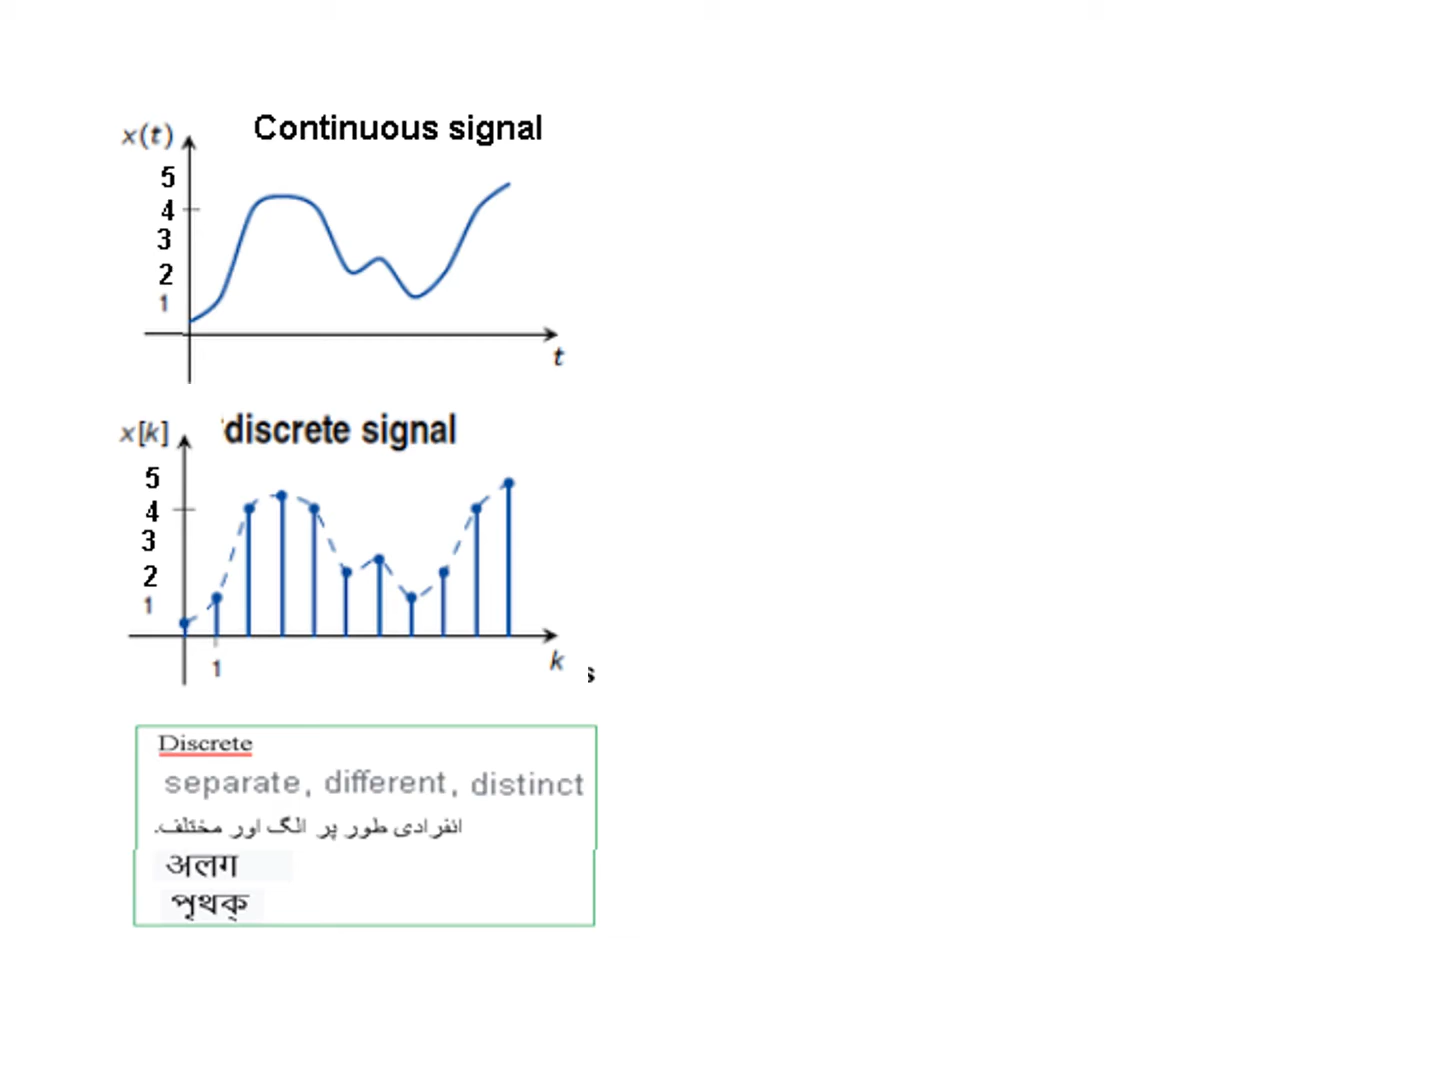 Continuous signal
x(t)
5
4
3
2
1
t
discrete signal
x[k]
5
4
3
2
1
1
k
s
Discrete
separate, different, distinct
انفرادی طور پر الگ اور مختلف.
अलग
পৃথক্